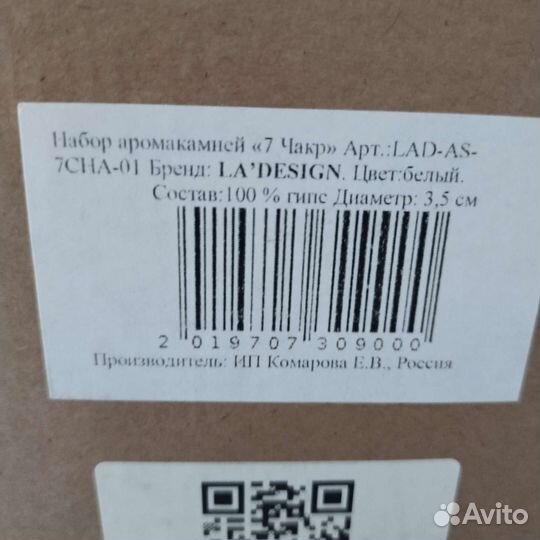 Набор аромакамней «7 Чакр» Арт.:LAD-AS-
7CHA-01 Бренд: LA’DESIGN. Цвет:белый.
Состав:100 % гипс Диаметр: 3,5 см
2 019707 309000
Производитель: ИП Комарова Е.В., Россия
Avito